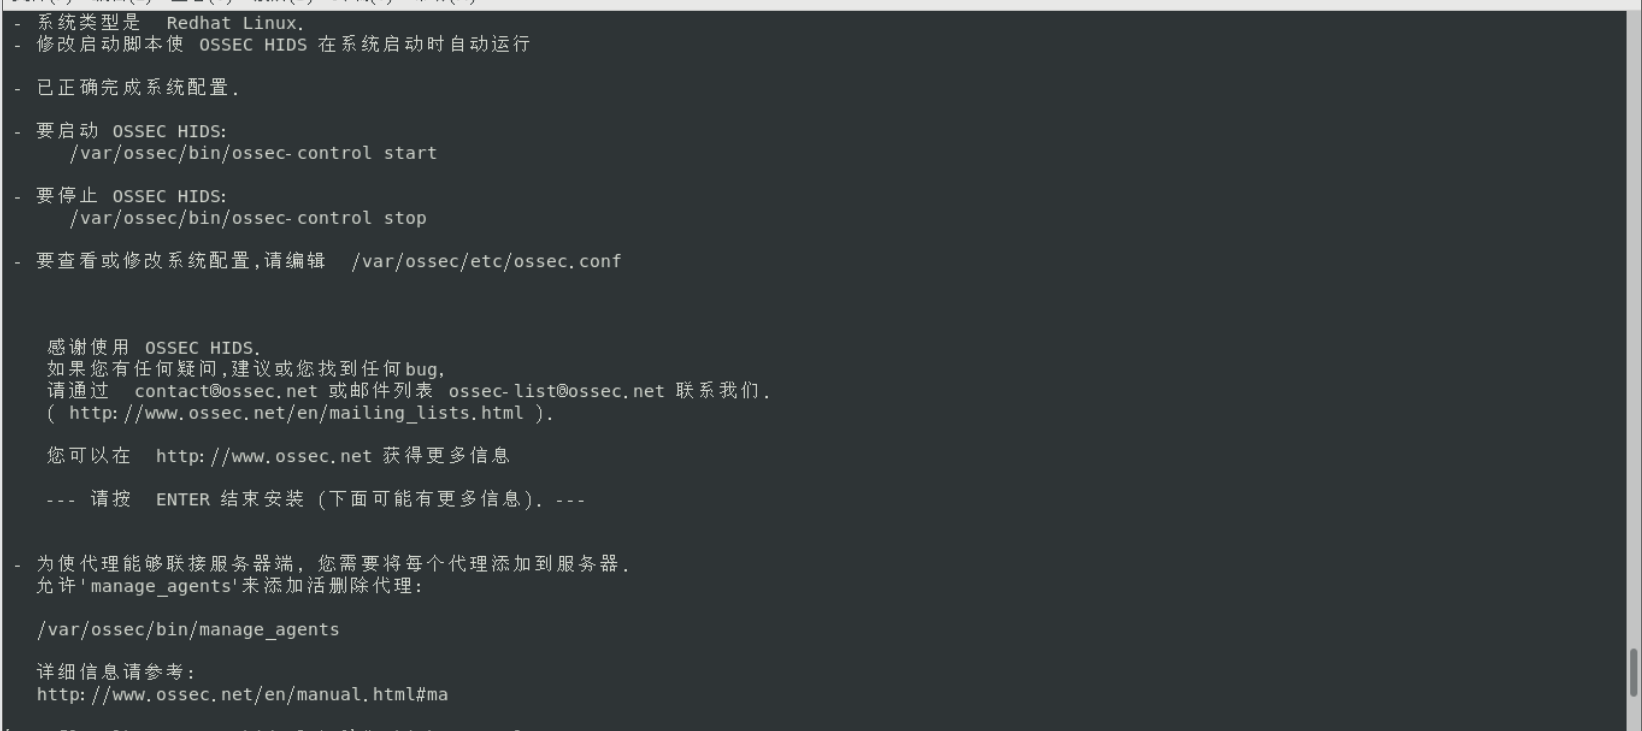 - 系统类型是  Redhat Linux.
- 修改启动脚本使 OSSEC HIDS 在系统启动时自动运行
- 已正确完成系统配置.
- 要启动 OSSEC HIDS:
/var/ossec/bin/ossec-control start
- 要停止 OSSEC HIDS:
/var/ossec/bin/ossec-control stop
- 要查看或修改系统配置,请编辑  /var/ossec/etc/ossec.conf
感谢使用 OSSEC HIDS.
如果您有任何疑问,建议或您找到任何bug,
请通过  contact@ossec.net 或邮件列表 ossec-list@ossec.net 联系我们.
( http://www.ossec.net/en/mailing_lists.html ).
您可以在  http://www.ossec.net 获得更多信息
--- 请按  ENTER 结束安装 (下面可能有更多信息). ---
- 为使代理能够联接服务器端, 您需要将每个代理添加到服务器.
允许'manage_agents'来添加活删除代理:
/var/ossec/bin/manage_agents
详细信息请参考:
http://www.ossec.net/en/manual.html#ma